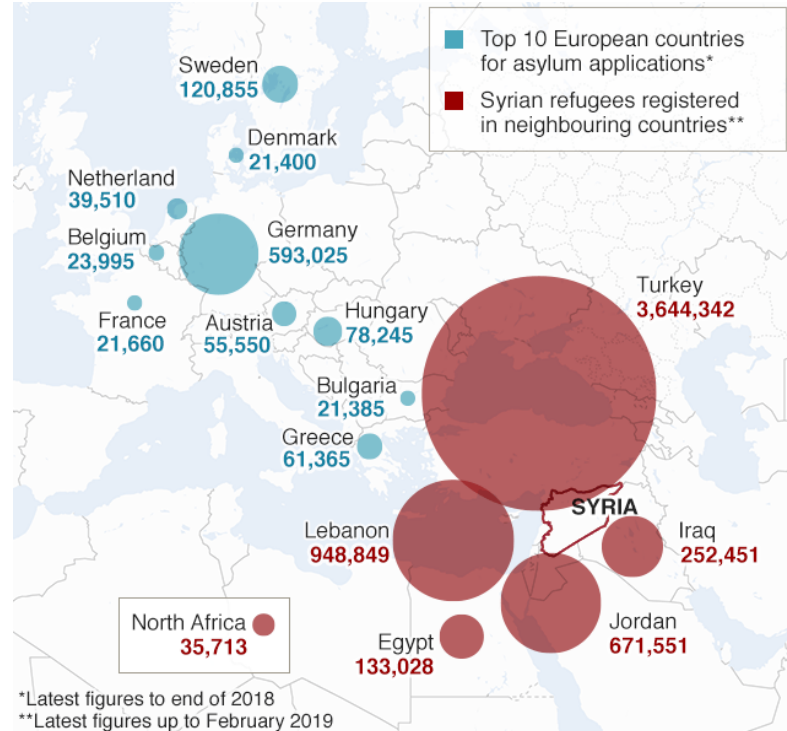 Top 10 European countries
for asylum applications*
Syrian refugees registered
in neighbouring countries**
Sweden
120,855
Denmark
21,400
Netherland
39,510
Belgium
23,995
Germany
593,025
France
21,660
Austria
55,550
Hungary
78,245
Turkey
3,644,342
Bulgaria
21,385
Greece
61,365
SYRIA
Lebanon
948,849
Iraq
252,451
North Africa
35,713
Egypt
133,028
Jordan
671,551
*Latest figures to end of 2018
**Latest figures up to February 2019